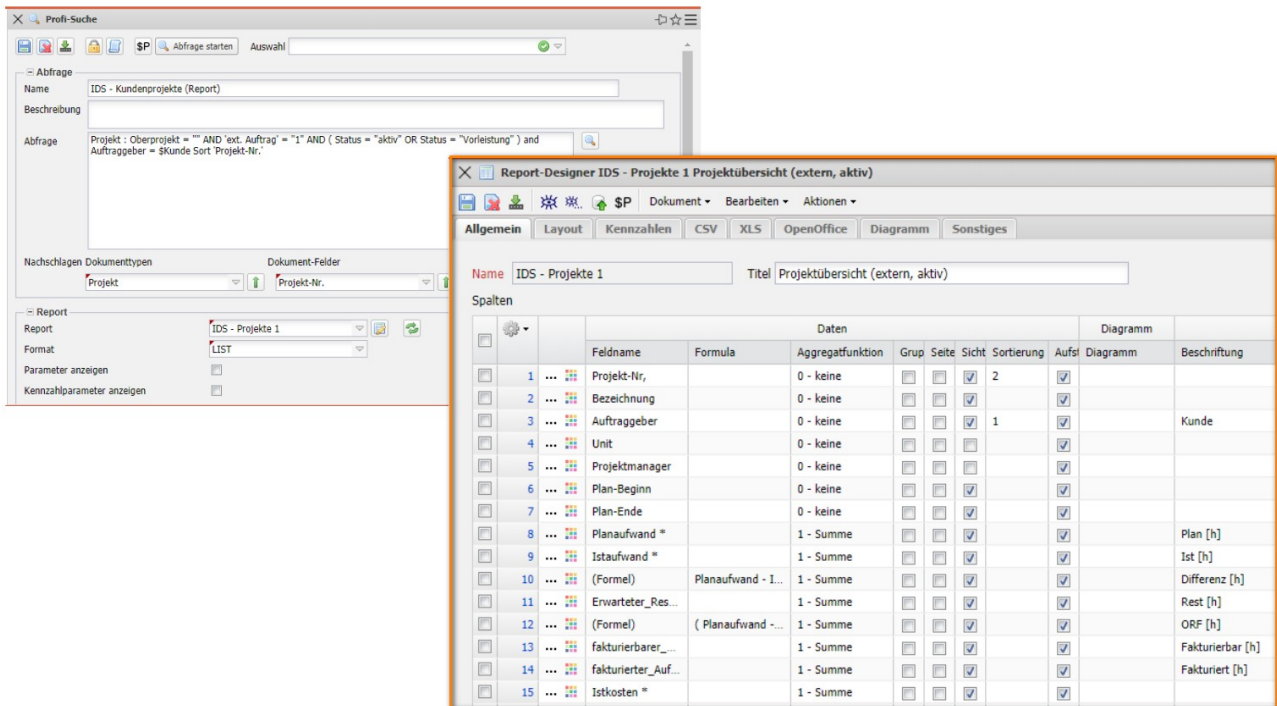 Profi-Suche
$P Abfrage starten Auswahl
Abfrage
Name IDS - Kundenprojekte (Report)
Beschreibung
Abfrage Projekt : Oberprojekt = "" AND 'ext. Auftrag' = "1" AND ( Status = "aktiv" OR Status = "Vorleistung" ) and
Auftraggeber = $Kunde Sort 'Projekt-Nr.'
Nachschlagen Dokumenttypen Dokument-Felder
Projekt Projekt-Nr.
Report
Report IDS - Projekte 1
Format LIST
Parameter anzeigen
Kennzahlparameter anzeigen
Report-Designer IDS - Projekte 1 Projektübersicht (extern, aktiv)
$P Dokument Bearbeiten Aktionen
Allgemein Layout Kennzahlen CSV XLS OpenOffice Diagramm Sonstiges
Name IDS - Projekte 1 Titel Projektübersicht (extern, aktiv)
Spalten
Daten Diagramm
Feldname Formula Aggregatfunktion Grup Seite Sicht Sortierung Aufst Diagramm Beschriftung
1 ... Projekt-Nr, 0 - keine 2
2 ... Bezeichnung 0 - keine
3 ... Auftraggeber 0 - keine 1 Kunde
4 ... Unit 0 - keine
5 ... Projektmanager 0 - keine
6 ... Plan-Beginn 0 - keine
7 ... Plan-Ende 0 - keine
8 ... Planaufwand * 1 - Summe Plan [h]
9 ... Istaufwand * 1 - Summe Ist [h]
10 ... (Formel) Planaufwand - I... 1 - Summe Differenz [h]
11 ... Erwarteter_Res... 1 - Summe Rest [h]
12 ... (Formel) ( Planaufwand -... 1 - Summe ORF [h]
13 ... fakturierbarer_... 1 - Summe Fakturierbar [h]
14 ... fakturierter_Auf... 1 - Summe Fakturiert [h]
15 ... Istkosten * 1 - Summe